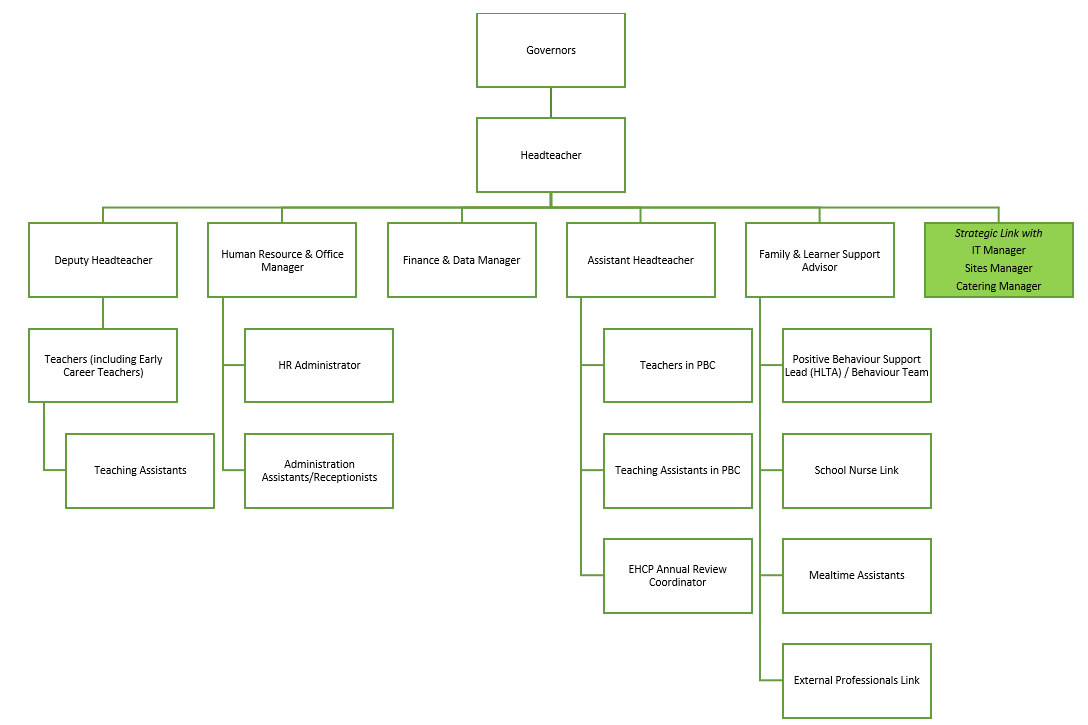 Governors
Headteacher
Deputy Headteacher
Human Resource & Office
Manager
Finance & Data Manager
Assistant Headteacher
Family & Learner Support
Advisor
Strategic Link with
IT Manager
Sites Manager
Catering Manager
Teachers (including Early
Career Teachers)
HR Administrator
Teachers in PBC
Positive Behaviour Support
Lead (HLTA) / Behaviour Team
Teaching Assistants
Administration
Assistants/Receptionists
Teaching Assistants in PBC
School Nurse Link
EHCP Annual Review
Coordinator
Mealtime Assistants
External Professionals Link